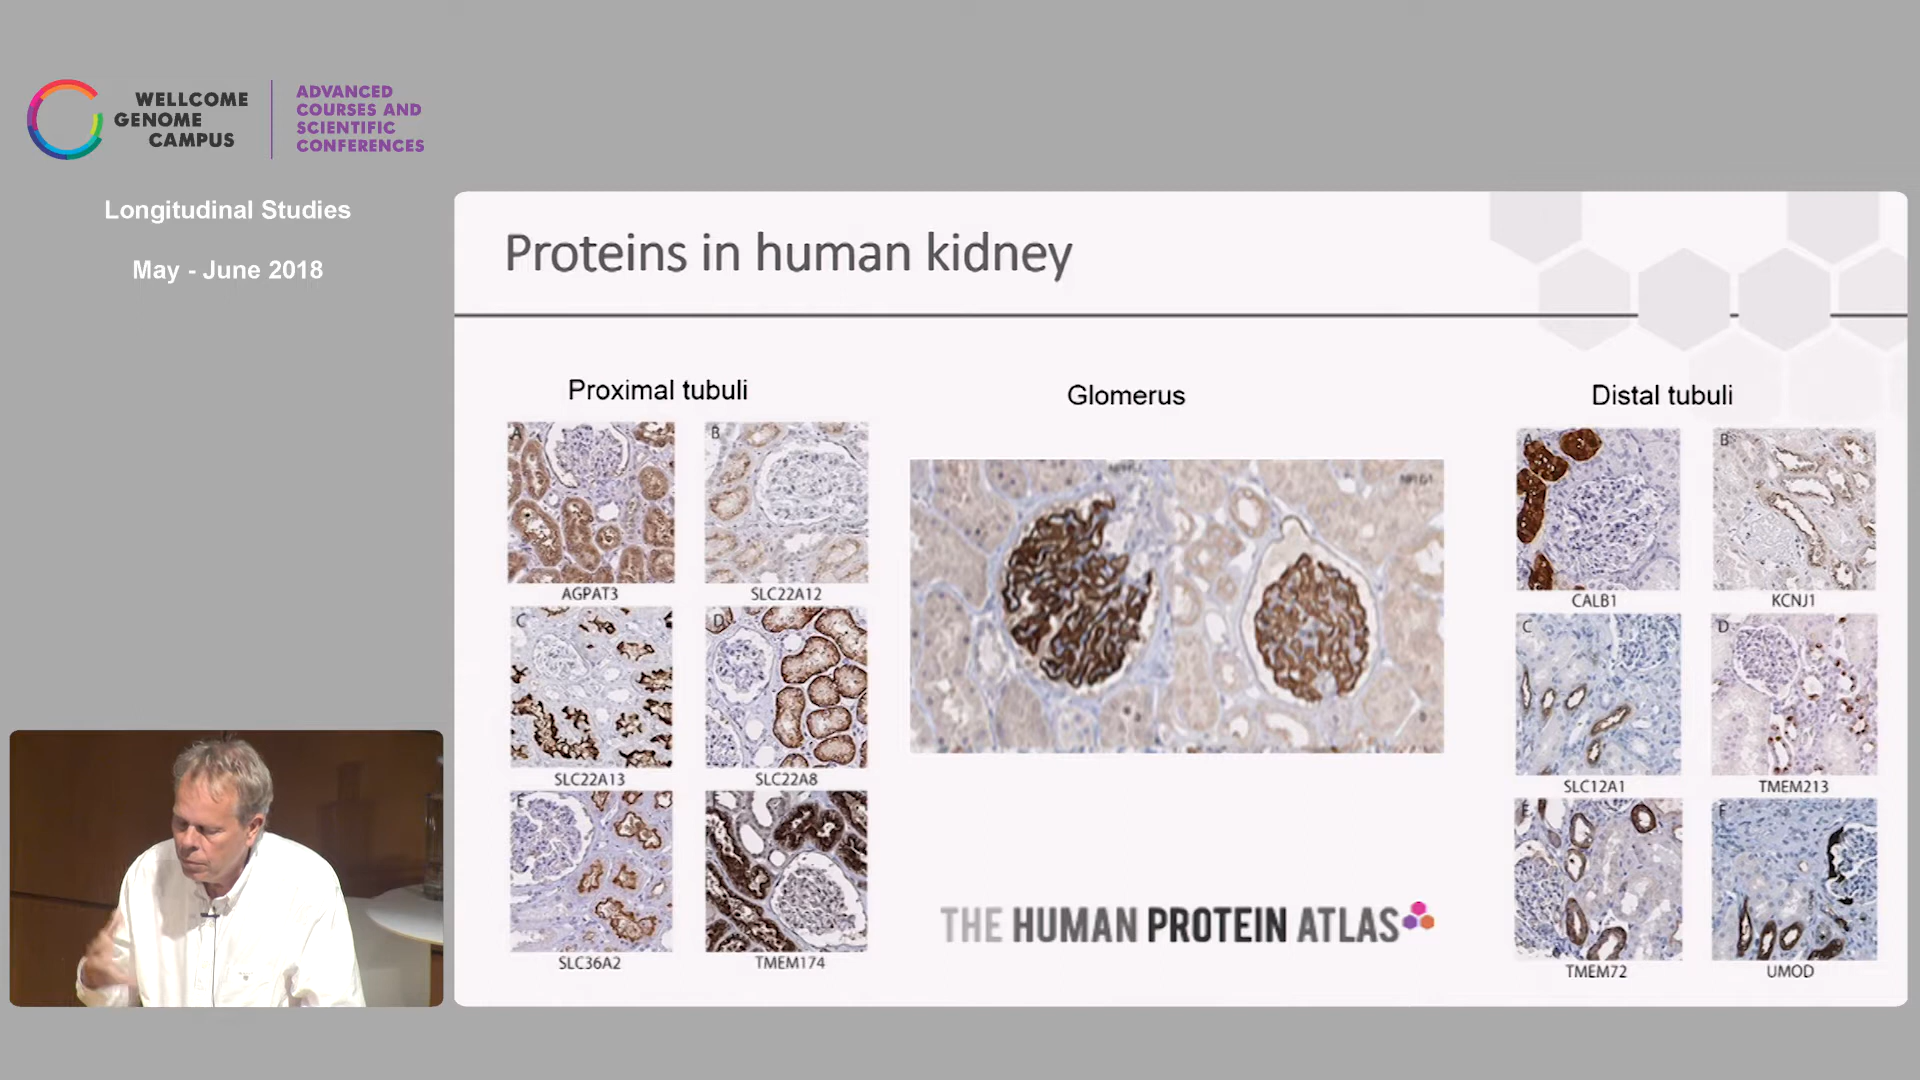 WELLCOME
GENOME
CAMPUS
ADVANCED
COURSES AND
SCIENTIFIC
CONFERENCES
Longitudinal Studies
May - June 2018
Proteins in human kidney
Proximal tubuli
A
B
AGPAT3
SLC22A12
C
D
SLC22A13
SLC22A8
E
F
SLC36A2
TMEM174
Glomerus
THE HUMAN PROTEIN ATLAS
Distal tubuli
A
B
CALB1
KCNJ1
C
D
SLC12A1
TMEM213
E
F
TMEM72
UMOD